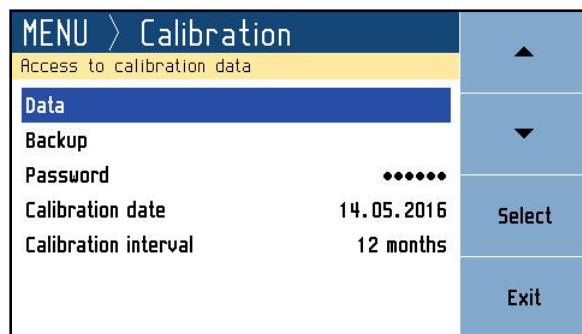 MENU > Calibration
Access to calibration data
Data
Backup
Password ●●●●●●
Calibration date 14.05.2016
Calibration interval 12 months
Select
Exit